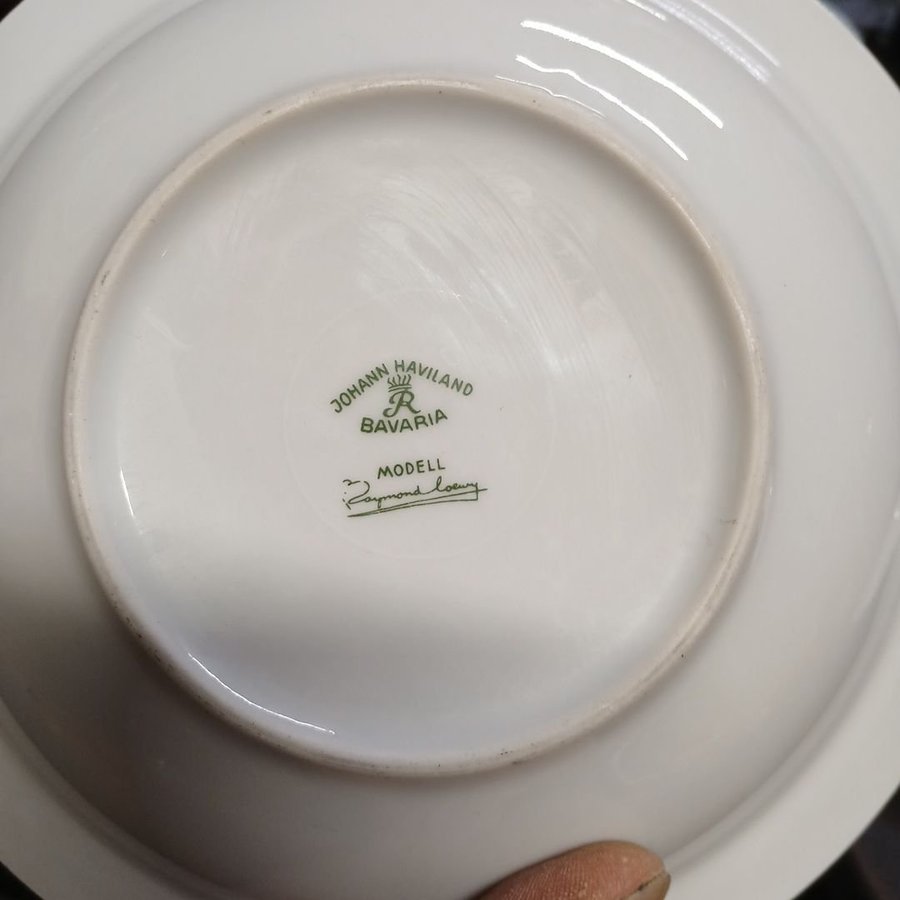 JOHANN HAVILAND
R
BAVARIA
MODELL
Raymond Loewy